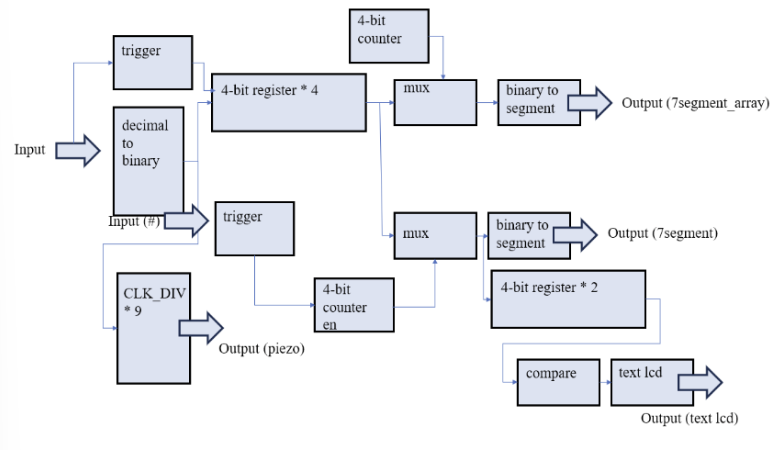 4-bit
counter
trigger
4-bit register * 4
mux
binary to
segment
Output (7segment_array)
decimal
to
binary
Input
Input (#)
trigger
mux
binary to
segment
Output (7segment)
CLK_DIV
* 9
4-bit
counter
en
4-bit register * 2
Output (piezo)
compare
text lcd
Output (text lcd)